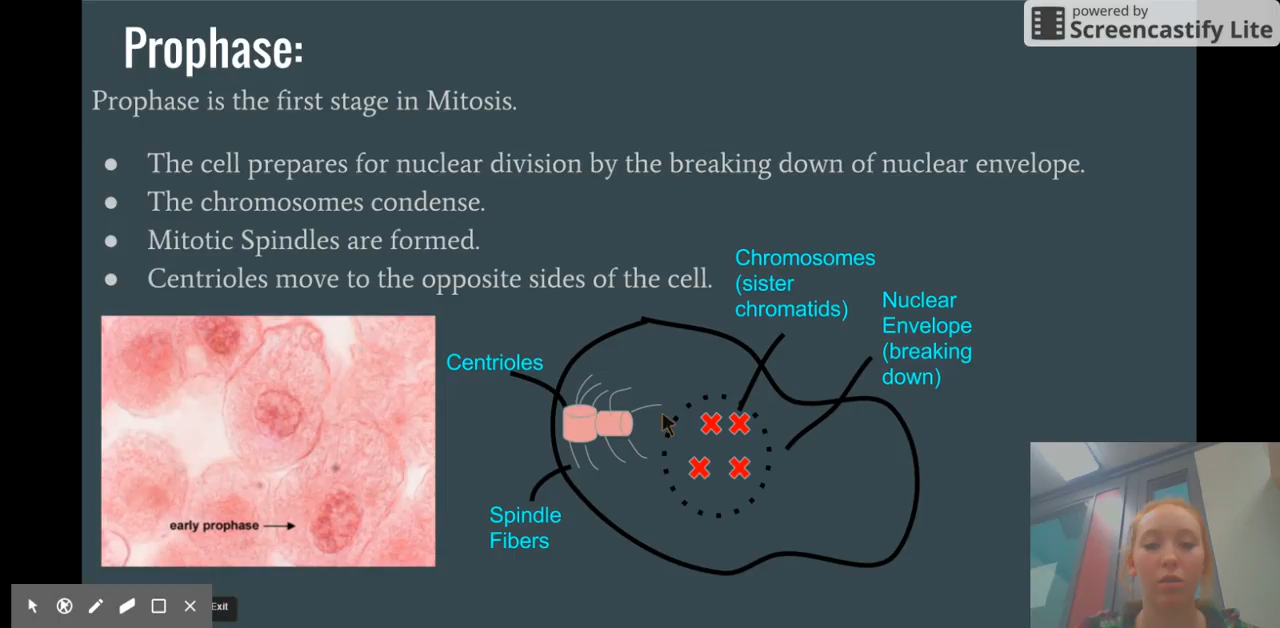 powered by
Screencastify Lite
Prophase:
Prophase is the first stage in Mitosis.
● The cell prepares for nuclear division by the breaking down of nuclear envelope.
● The chromosomes condense.
● Mitotic Spindles are formed.
● Centrioles move to the opposite sides of the cell.
Chromosomes
(sister
chromatids)
Nuclear
Envelope
(breaking
down)
Centrioles
early prophase
Spindle
Fibers
Exit